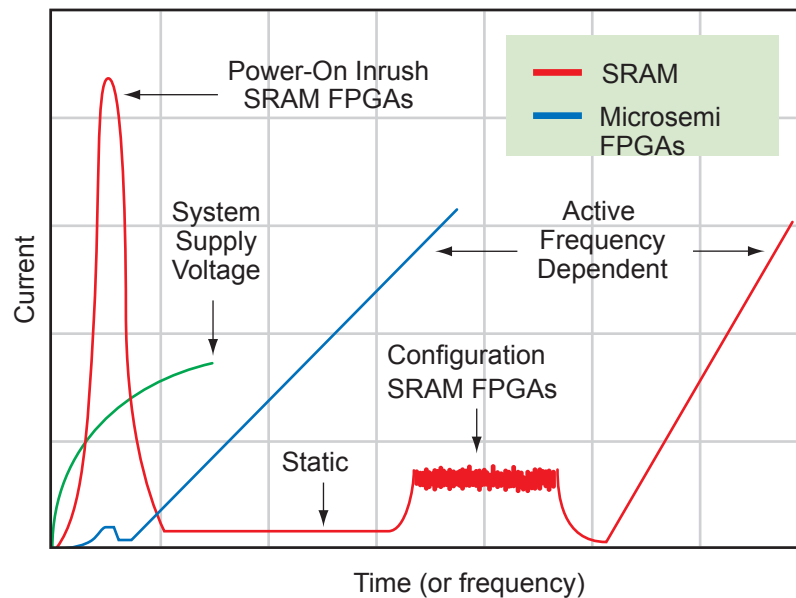 Power-On Inrush
SRAM FPGAs
SRAM
Microsemi
FPGAs
System
Supply
Voltage
Active
Frequency
Dependent
Current
Configuration
SRAM FPGAs
Static
Time (or frequency)